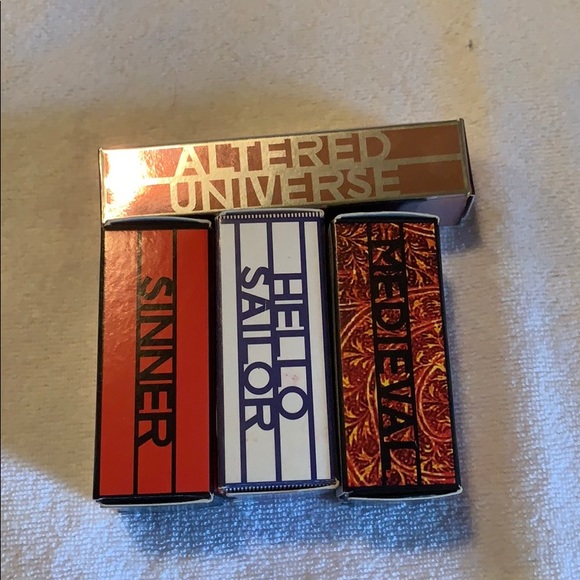 ALTERED
UNIVERSE
SINNER
HELLO
SAILOR
MEDIEVAL